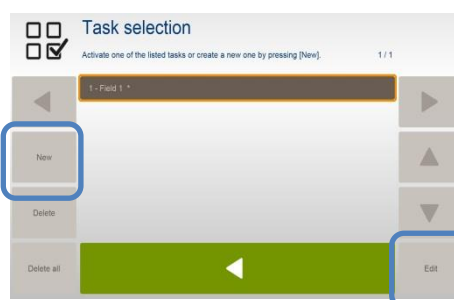 Task selection
Activate one of the listed tasks or create a new one by pressing [New].
1 / 1
1 - Field 1 *
New
Delete
Delete all
Edit